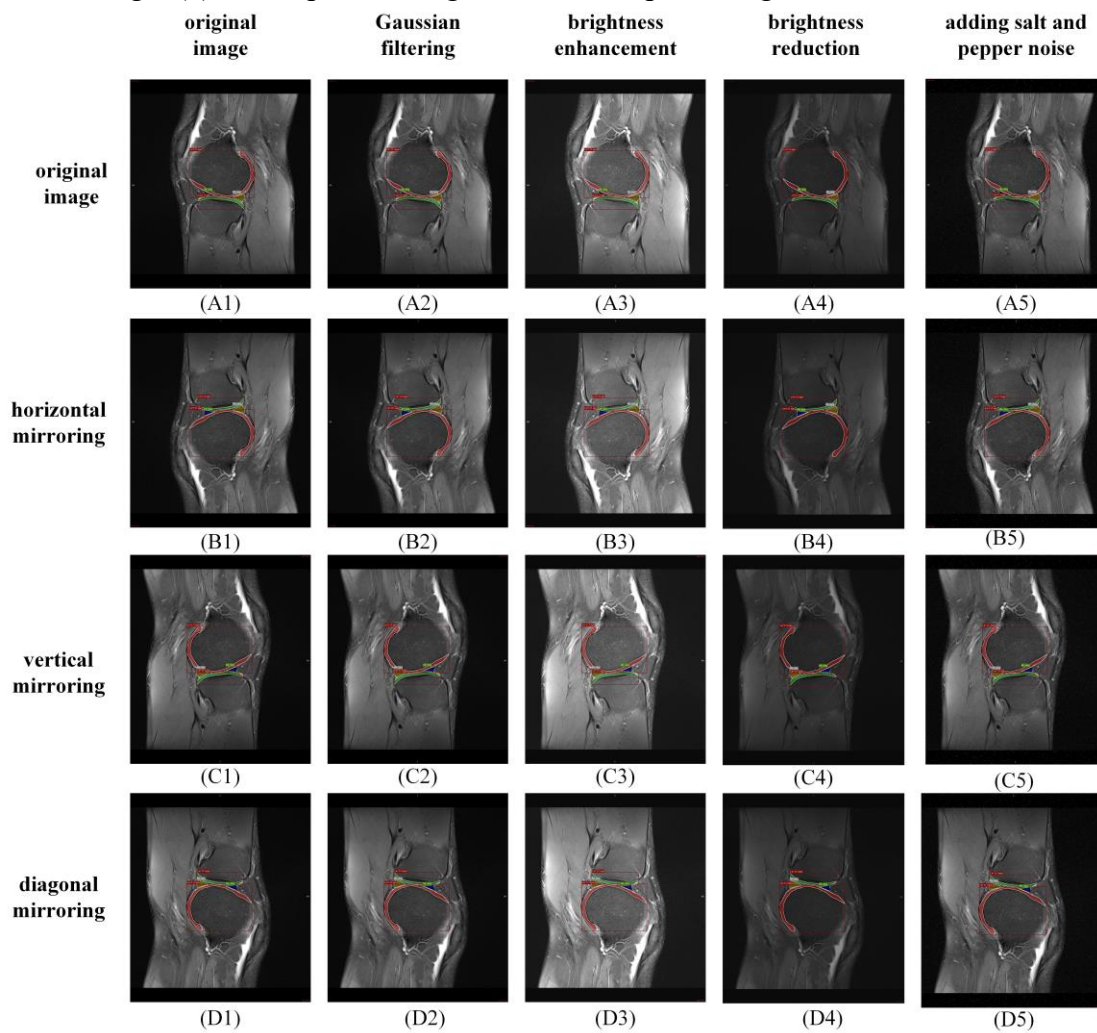 original
image
Gaussian
filtering
brightness
enhancement
brightness
reduction
adding salt and
pepper noise
original
image
(A1)
(A2)
(A3)
(A4)
(A5)
horizontal
mirroring
(B1)
(B2)
(B3)
(B4)
(B5)
vertical
mirroring
(C1)
(C2)
(C3)
(C4)
(C5)
diagonal
mirroring
(D1)
(D2)
(D3)
(D4)
(D5)